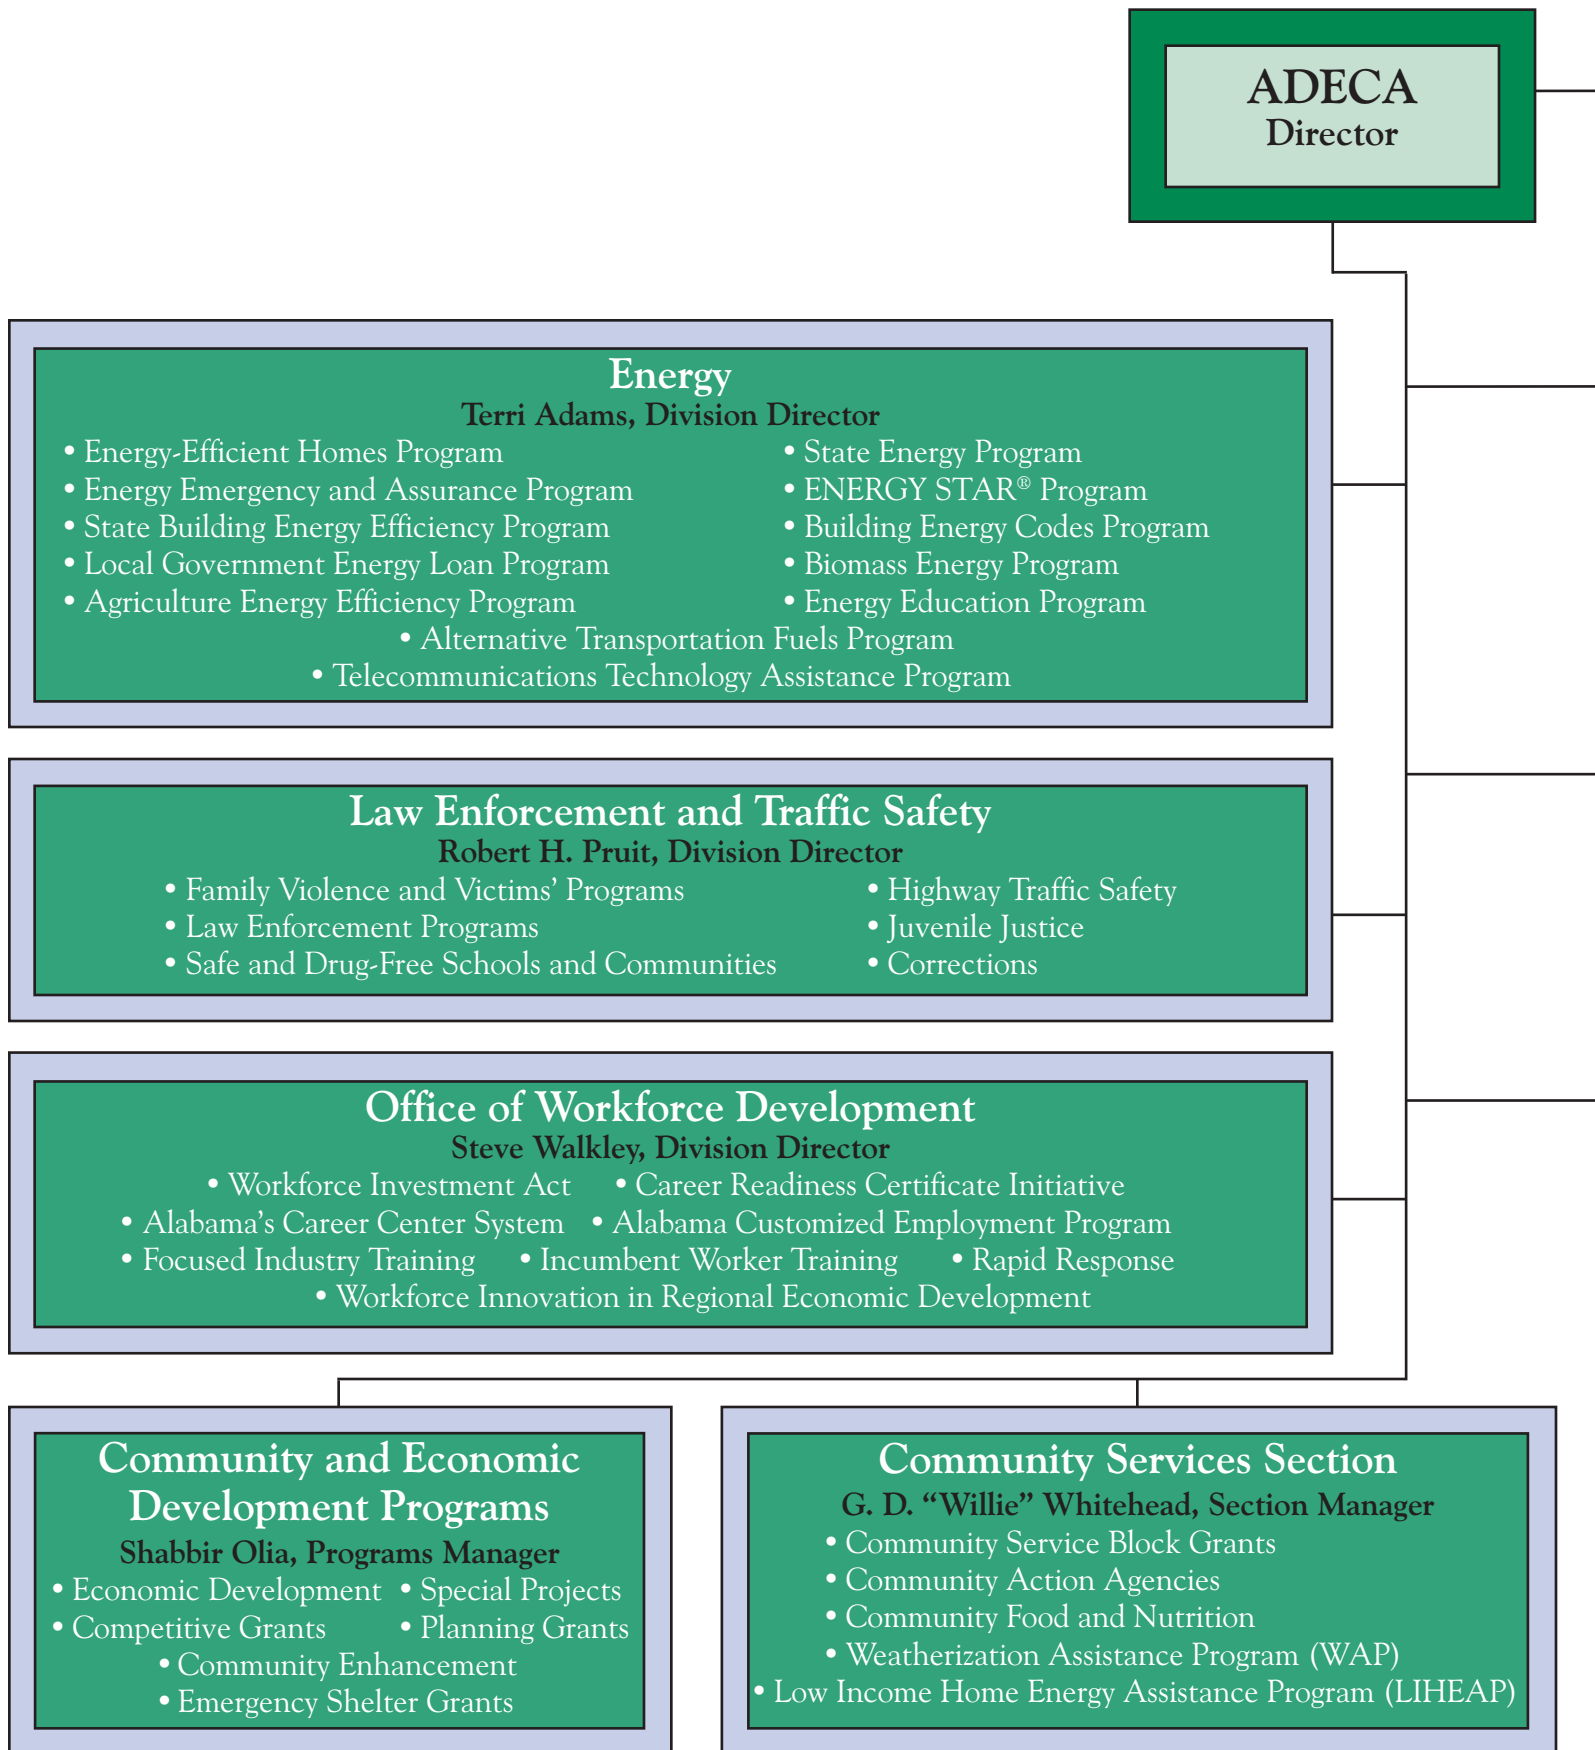 ADECA
Director
Energy
Terri Adams, Division Director
• Energy-Efficient Homes Program
• Energy Emergency and Assurance Program
• State Building Energy Efficiency Program
• Local Government Energy Loan Program
• Agriculture Energy Efficiency Program
• State Energy Program
• ENERGY STAR® Program
• Building Energy Codes Program
• Biomass Energy Program
• Energy Education Program
• Alternative Transportation Fuels Program
• Telecommunications Technology Assistance Program
Law Enforcement and Traffic Safety
Robert H. Pruit, Division Director
• Family Violence and Victims’ Programs
• Law Enforcement Programs
• Safe and Drug-Free Schools and Communities
• Highway Traffic Safety
• Juvenile Justice
• Corrections
Office of Workforce Development
Steve Walkley, Division Director
• Workforce Investment Act • Career Readiness Certificate Initiative
• Alabama’s Career Center System • Alabama Customized Employment Program
• Focused Industry Training • Incumbent Worker Training • Rapid Response
• Workforce Innovation in Regional Economic Development
Community and Economic
Development Programs
Shabbir Olia, Programs Manager
• Economic Development • Special Projects
• Competitive Grants • Planning Grants
• Community Enhancement
• Emergency Shelter Grants
Community Services Section
G. D. “Willie” Whitehead, Section Manager
• Community Service Block Grants
• Community Action Agencies
• Community Food and Nutrition
• Weatherization Assistance Program (WAP)
• Low Income Home Energy Assistance Program (LIHEAP)